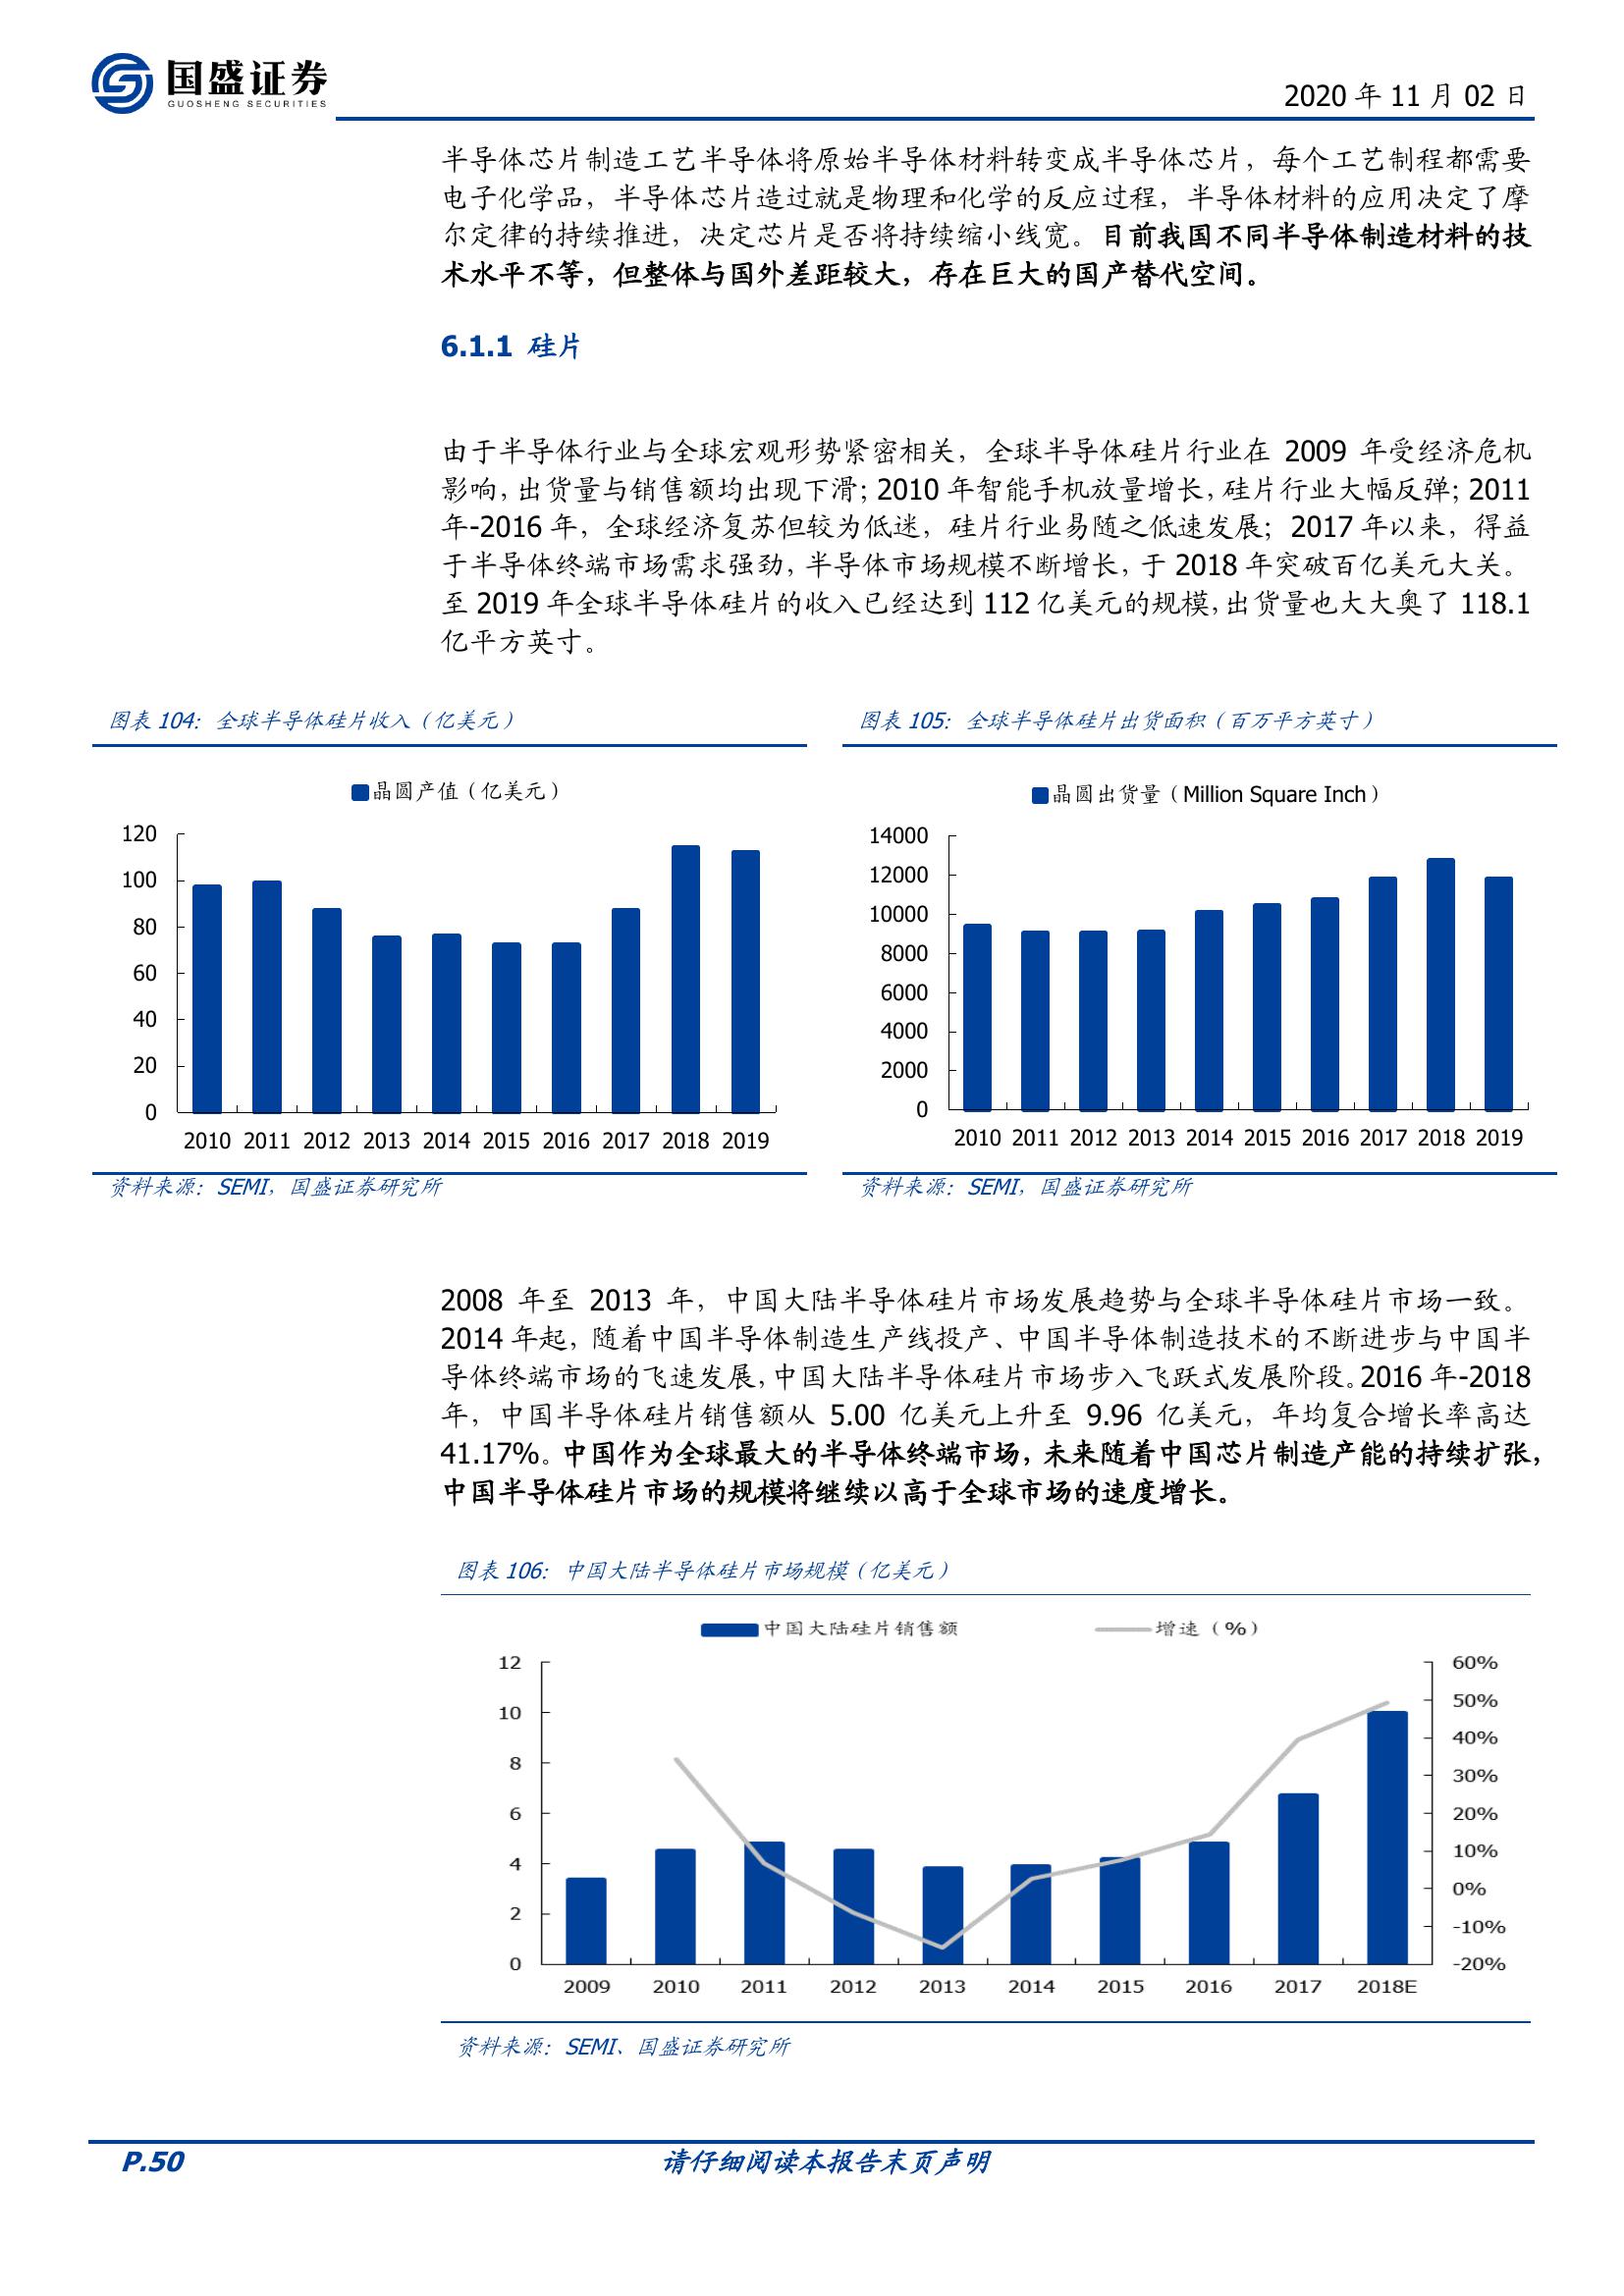 国盛证券
GUOSHENG SECURITIES
2020 年 11 月 02 日
半导体芯片制造工艺半导体将原始半导体材料转变成半导体芯片，每个工艺制程都需要
电子化学品，半导体芯片造过就是物理和化学的反应过程，半导体材料的应用决定了摩
尔定律的持续推进，决定芯片是否将持续缩小线宽。目前我国不同半导体制造材料的技
术水平不等，但整体与国外差距较大，存在巨大的国产替代空间。
6.1.1 硅片
由于半导体行业与全球宏观形势紧密相关，全球半导体硅片行业在 2009 年受经济危机
影响，出货量与销售额均出现下滑；2010 年智能手机放量增长，硅片行业大幅反弹；2011
年-2016 年，全球经济复苏但较为低迷，硅片行业易随之低速发展；2017 年以来，得益
于半导体终端市场需求强劲，半导体市场规模不断增长，于 2018 年突破百亿美元大关。
至 2019 年全球半导体硅片的收入已经达到 112 亿美元的规模，出货量也大大奥了 118.1
亿平方英寸。
图表 104：全球半导体硅片收入（亿美元）
晶圆产值（亿美元）
120
100
80
60
40
20
0
2010 2011 2012 2013 2014 2015 2016 2017 2018 2019
资料来源：SEMI，国盛证券研究所
图表 105：全球半导体硅片出货面积（百万平方英寸）
晶圆出货量（Million Square Inch）
14000
12000
10000
8000
6000
4000
2000
0
2010 2011 2012 2013 2014 2015 2016 2017 2018 2019
资料来源：SEMI，国盛证券研究所
2008 年至 2013 年，中国大陆半导体硅片市场发展趋势与全球半导体硅片市场一致。
2014 年起，随着中国半导体制造生产线投产、中国半导体制造技术的不断进步与中国半
导体终端市场的飞速发展，中国大陆半导体硅片市场步入飞跃式发展阶段。2016 年-2018
年，中国半导体硅片销售额从 5.00 亿美元上升至 9.96 亿美元，年均复合增长率高达
41.17%。中国作为全球最大的半导体终端市场，未来随着中国芯片制造产能的持续扩张，
中国半导体硅片市场的规模将继续以高于全球市场的速度增长。
图表 106：中国大陆半导体硅片市场规模（亿美元）
中国大陆硅片销售额 增速（%）
12
10
8
6
4
2
0
60%
50%
40%
30%
20%
10%
0%
-10%
-20%
2009 2010 2011 2012 2013 2014 2015 2016 2017 2018E
资料来源：SEMI、国盛证券研究所
P.50 请仔细阅读本报告末页声明